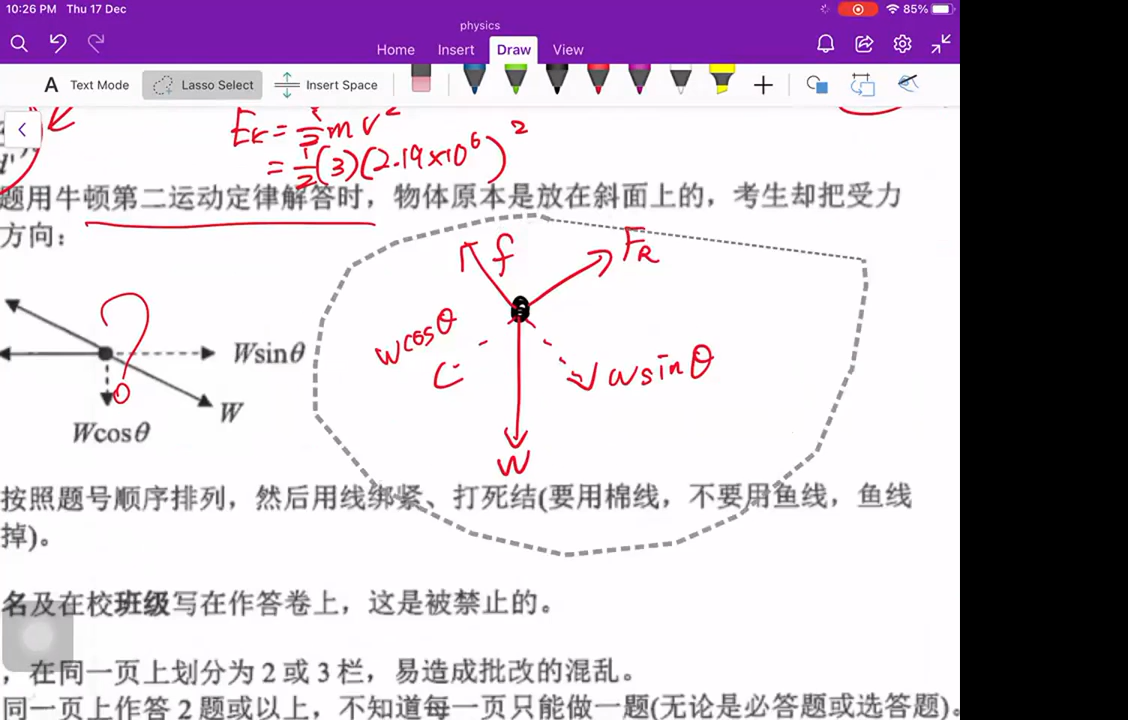 10:26 PM Thu 17 Dec
85%
physics
Home Insert Draw View
A Text Mode Lasso Select Insert Space
d'
Eₖ = ½mv²
= ½(3)(2.19×10⁶)²
题用牛顿第二运动定律解答时，物体原本是放在斜面上的，考生却把受力
方向：
f
F_R
Wcosθ
Wsinθ
W
?
Wsinθ
W
Wcosθ
按照题号顺序排列，然后用线绑紧、打死结(要用棉线，不要用鱼线，鱼线
掉)。
名及在校班级写在作答卷上，这是被禁止的。
，在同一页上划分为 2 或 3 栏，易造成批改的混乱。
同一页上作答 2 题或以上，不知道每一页只能做一题(无论是必答题或选答题)。